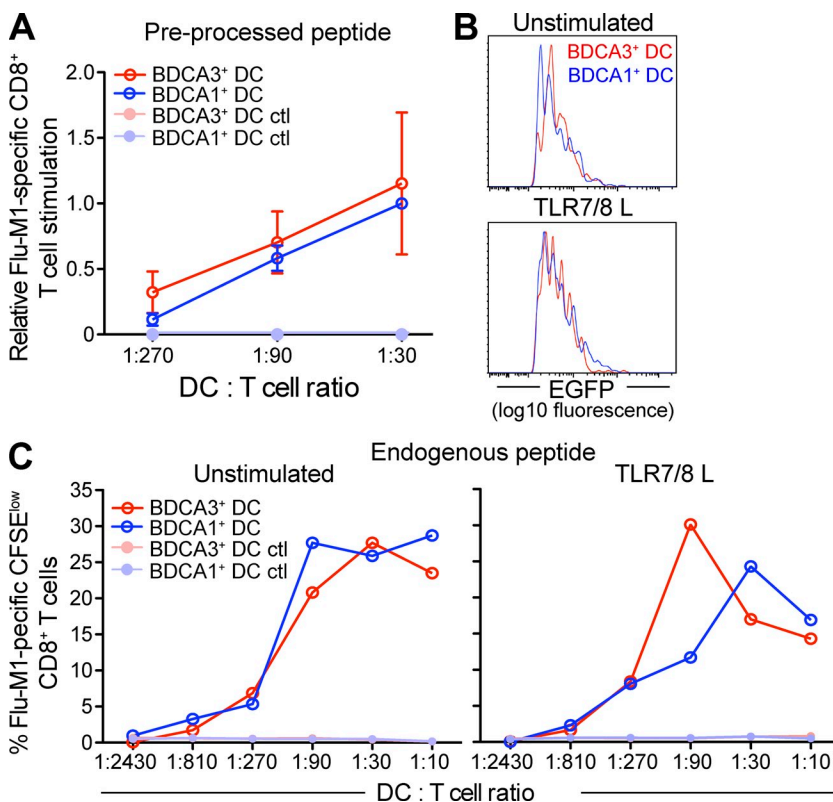 A
Pre-processed peptide
Relative Flu-M1-specific CD8⁺
T cell stimulation
2.0
1.5
1.0
0.5
0
BDCA3⁺ DC
BDCA1⁺ DC
BDCA3⁺ DC ctl
BDCA1⁺ DC ctl
1:270 1:90 1:30
DC : T cell ratio
B
Unstimulated
BDCA3⁺ DC
BDCA1⁺ DC
TLR7/8 L
EGFP
(log10 fluorescence)
C
Endogenous peptide
Unstimulated
TLR7/8 L
% Flu-M1-pecific CFSEˡᵒʷ
CD8⁺ T cells
35
30
25
20
15
10
5
0
BDCA3⁺ DC
BDCA1⁺ DC
BDCA3⁺ DC ctl
BDCA1⁺ DC ctl
1:2430 1:810 1:270 1:90 1:30 1:10
1:2430 1:810 1:270 1:90 1:30 1:10
DC : T cell ratio